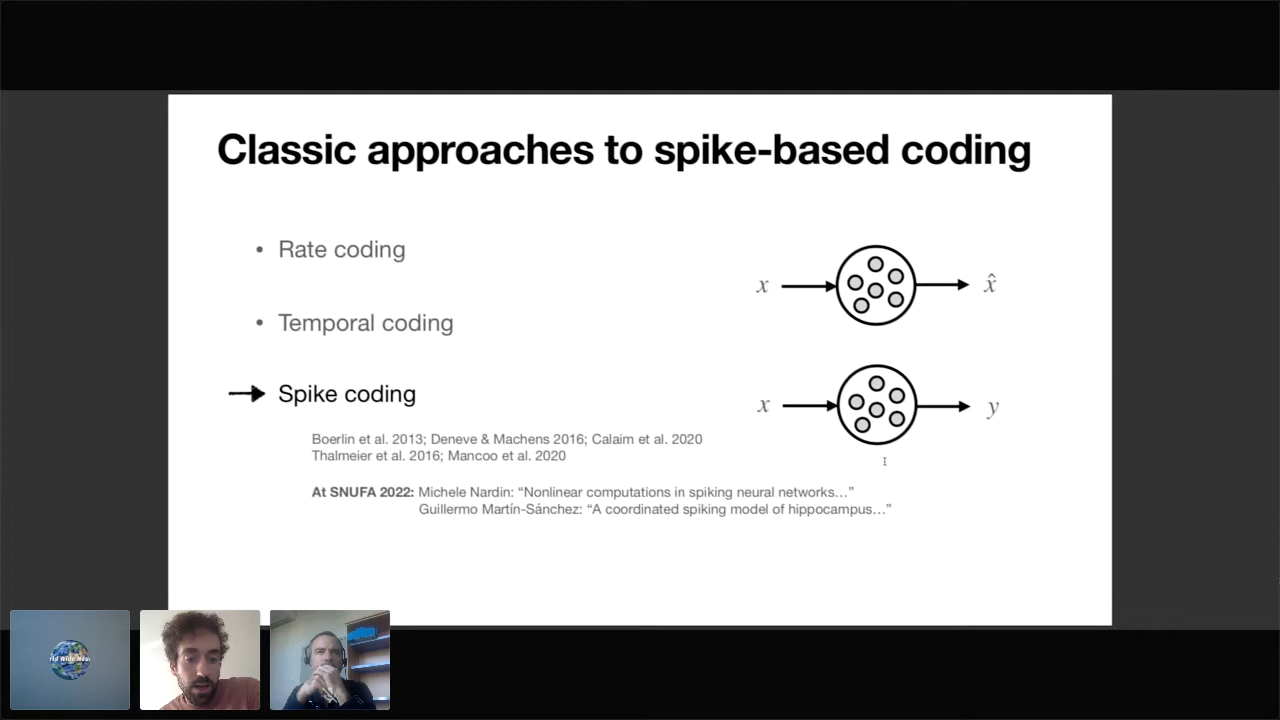 Classic approaches to spike-based coding
• Rate coding
• Temporal coding
Spike coding
Boerlin et al. 2013; Deneve & Machens 2016; Calaim et al. 2020
Thalmeier et al. 2016; Mancoo et al. 2020
At SNUFA 2022: Michele Nardin: “Nonlinear computations in spiking neural networks…”
Guillermo Martín-Sánchez: “A coordinated spiking model of hippocampus…”
x x̂
x y